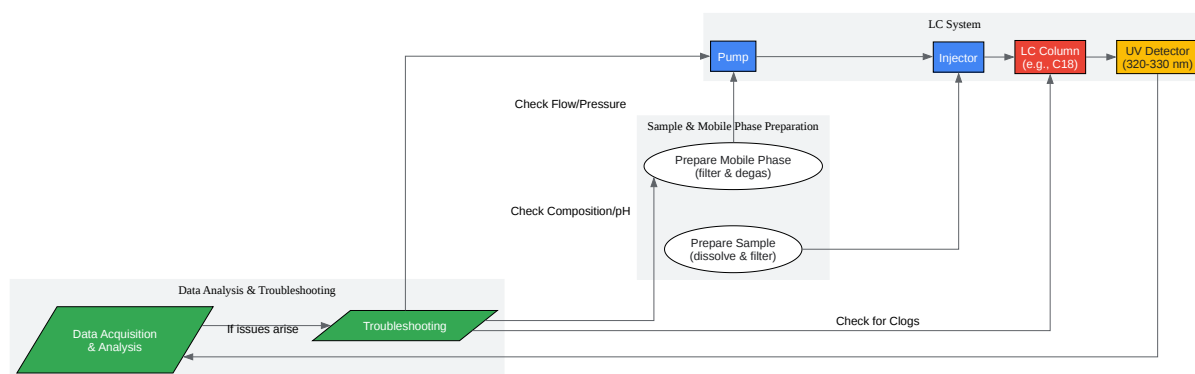 LC System
Pump
Injector
LC Column
(e.g., C18)
UV Detector
(320-330 nm)
Check Flow/Pressure
Sample & Mobile Phase Preparation
Prepare Mobile Phase
(filter & degas)
Check Composition/pH
Prepare Sample
(dissolve & filter)
Data Analysis & Troubleshooting
Data Acquisition
& Analysis
If issues arise
Troubleshooting
Check for Clogs